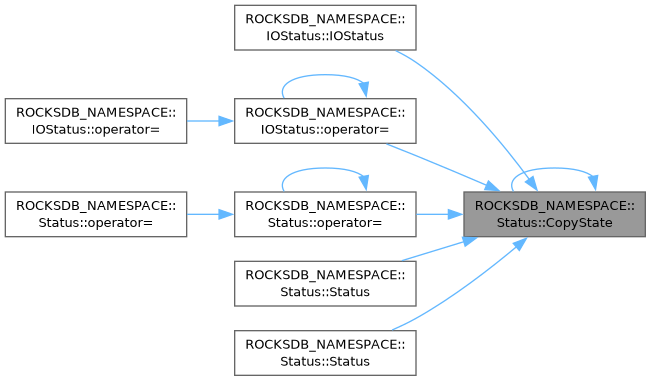 ROCKSDB_NAMESPACE::
IOStatus::IOStatus
ROCKSDB_NAMESPACE::
IOStatus::operator=
ROCKSDB_NAMESPACE::
IOStatus::operator=
ROCKSDB_NAMESPACE::
Status::operator=
ROCKSDB_NAMESPACE::
Status::operator=
ROCKSDB_NAMESPACE::
Status::CopyState
ROCKSDB_NAMESPACE::
Status::Status
ROCKSDB_NAMESPACE::
Status::Status